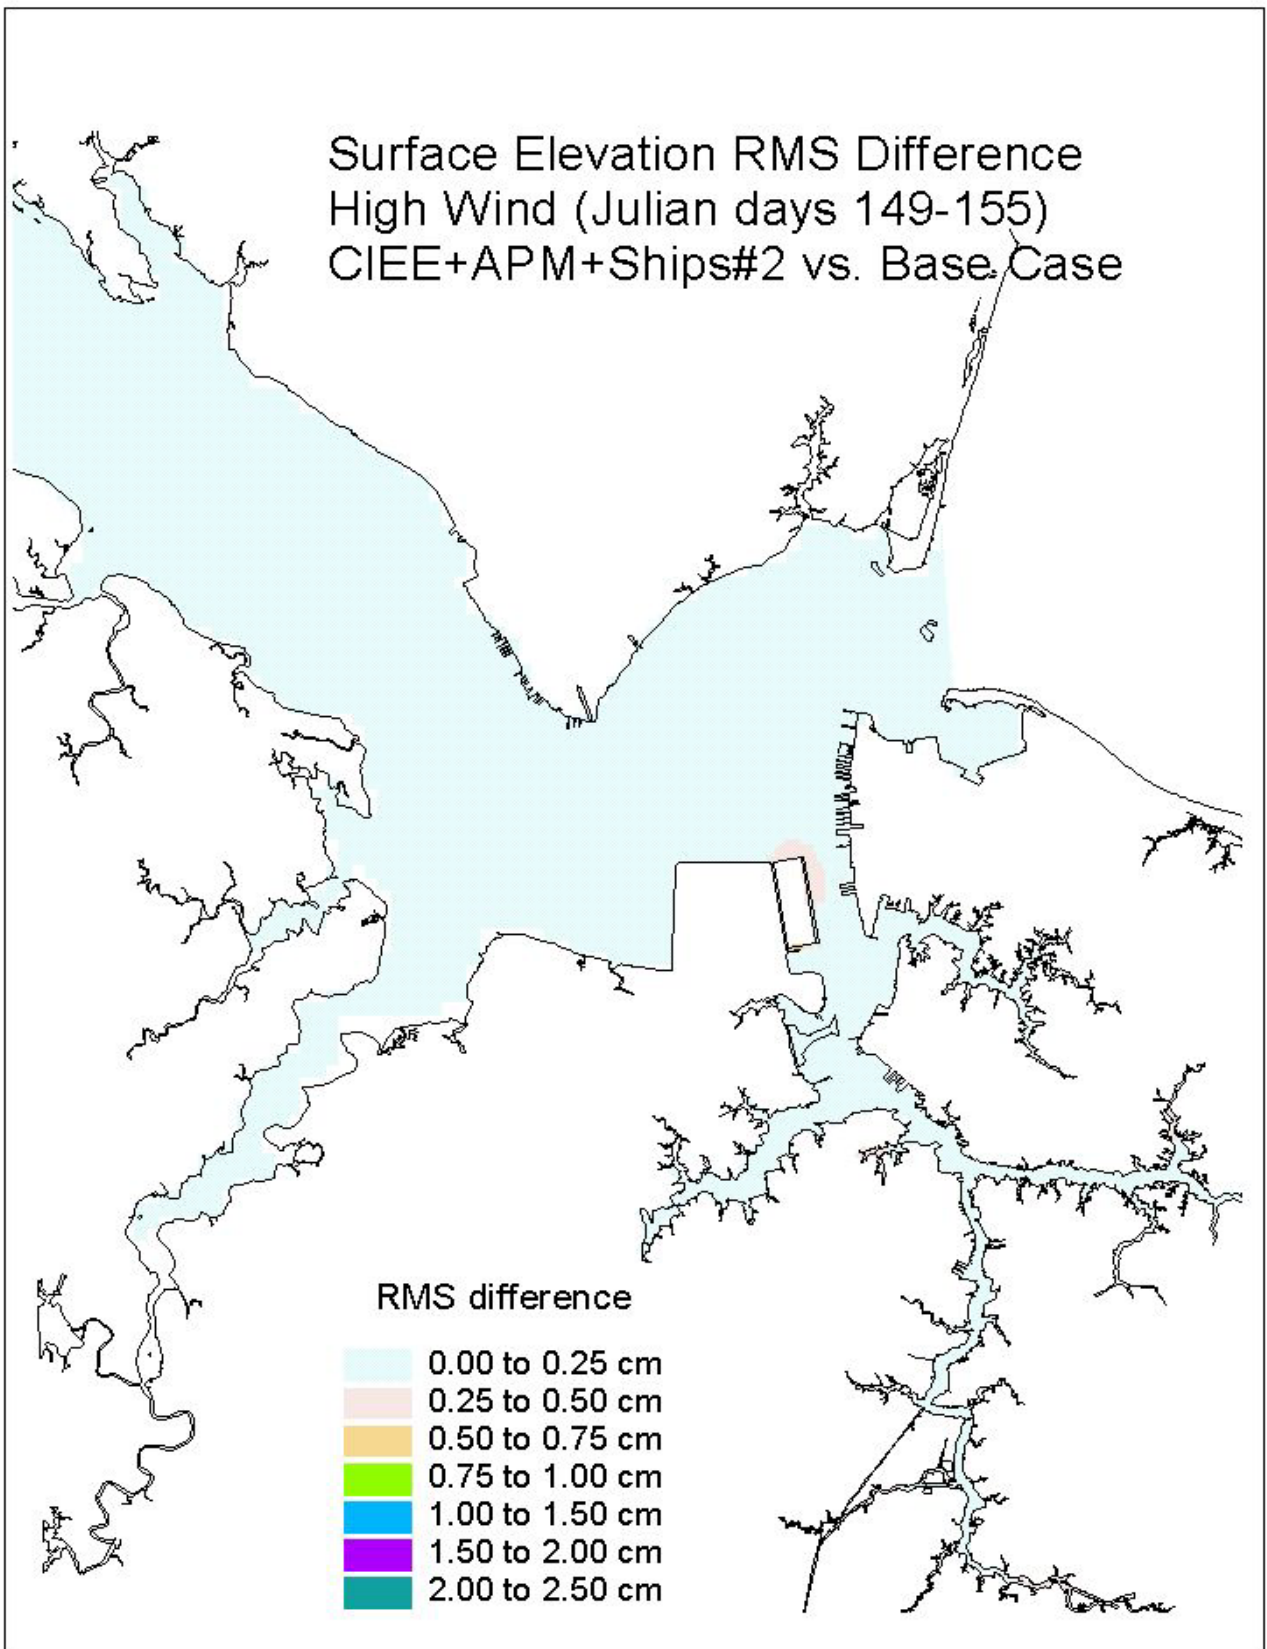 Surface Elevation RMS Difference
High Wind (Julian days 149-155)
CIEE+APM+Ships#2 vs. Base Case
RMS difference
0.00 to 0.25 cm
0.25 to 0.50 cm
0.50 to 0.75 cm
0.75 to 1.00 cm
1.00 to 1.50 cm
1.50 to 2.00 cm
2.00 to 2.50 cm